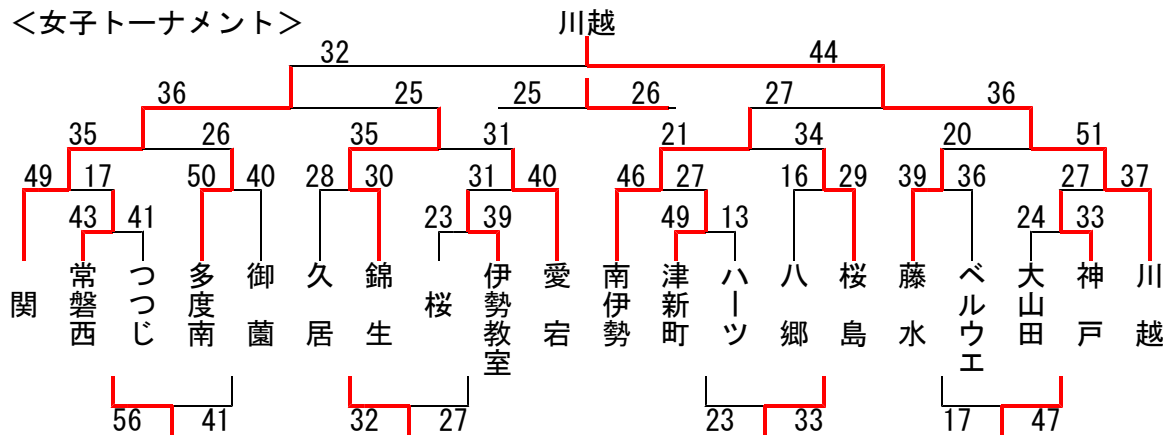 <女子トーナメント> 川越
32 44
36 25 25 26 27 36
35 26 35 31 21 34 20 51
49 17 50 40 28 30 31 40 46 27 16 29 39 36 27 37
43 41 23 39 49 13 24 33
関 常磐西 つつじ 多度南 御薗 久居 錦生 桜 伊勢教室 愛宕 南伊勢 津新町 ハーツ 八郷 桜島 藤水 ベルウエ 大山田 神戸 川越
56 41 32 27 23 33 17 47